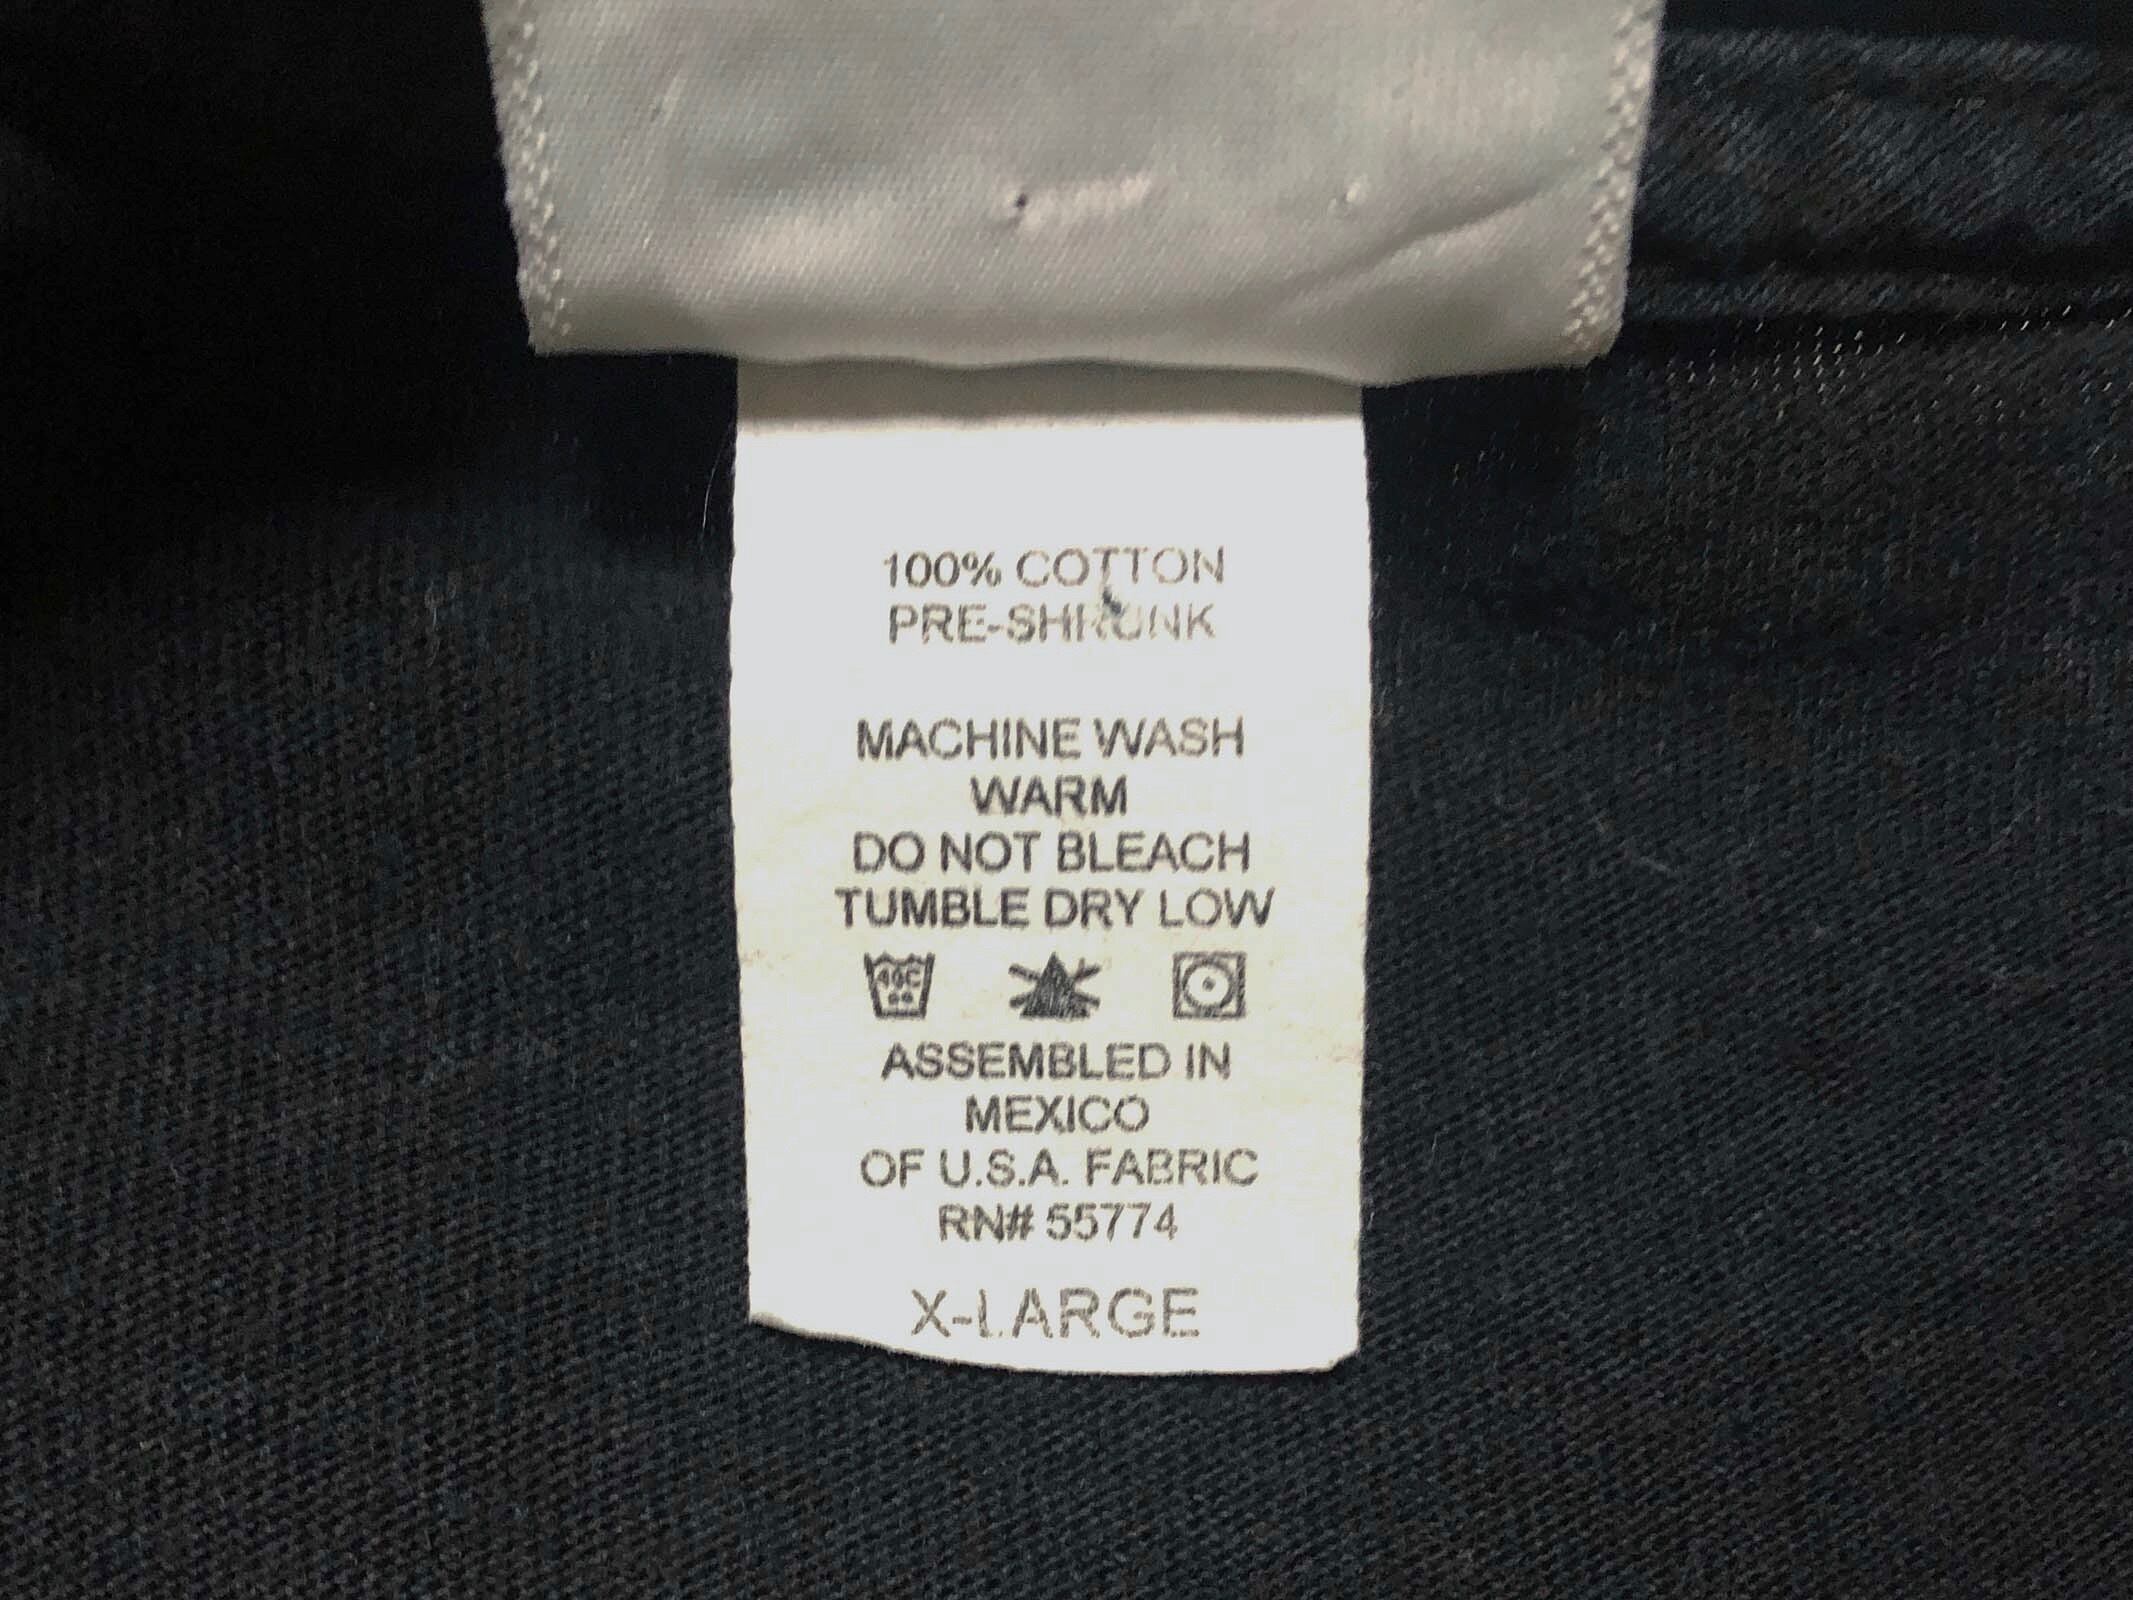 100% COTTON
PRE-SHRUNK
MACHINE WASH
WARM
DO NOT BLEACH
TUMBLE DRY LOW
40C
ASSEMBLED IN
MEXICO
OF U.S.A. FABRIC
RN# 55774
X-LARGE